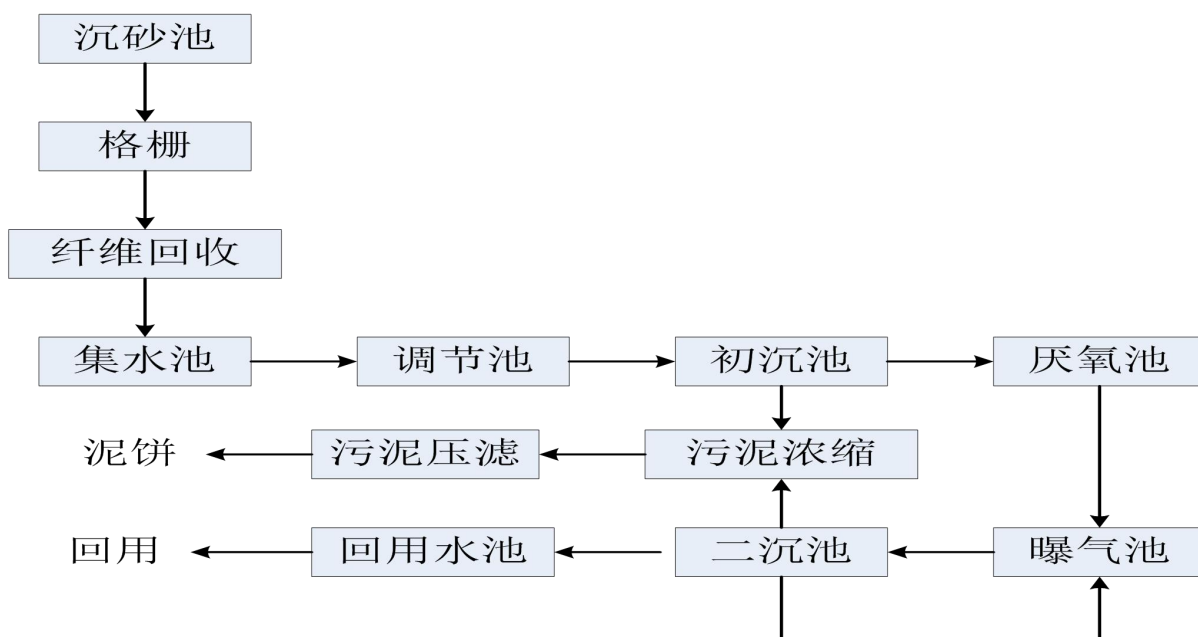 沉砂池
格栅
纤维回收
集水池
调节池
初沉池
厌氧池
泥饼
污泥压滤
污泥浓缩
回用
回用水池
二沉池
曝气池